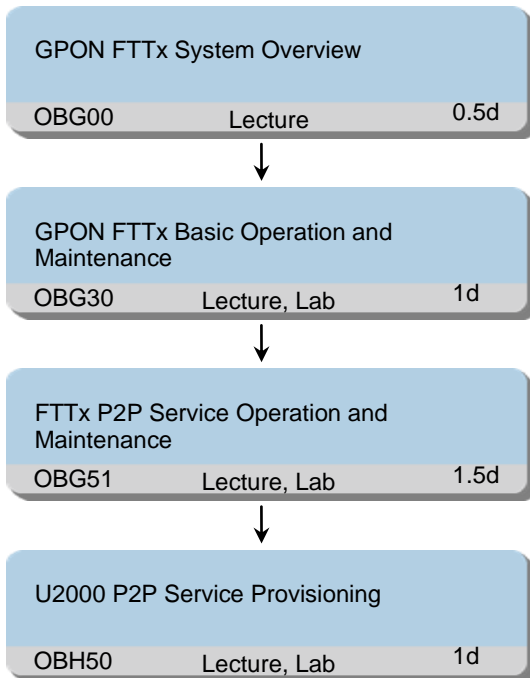 GPON FTTx System Overview
OBG00 Lecture 0.5d
GPON FTTx Basic Operation and
Maintenance
OBG30 Lecture, Lab 1d
FTTx P2P Service Operation and
Maintenance
OBG51 Lecture, Lab 1.5d
U2000 P2P Service Provisioning
OBH50 Lecture, Lab 1d